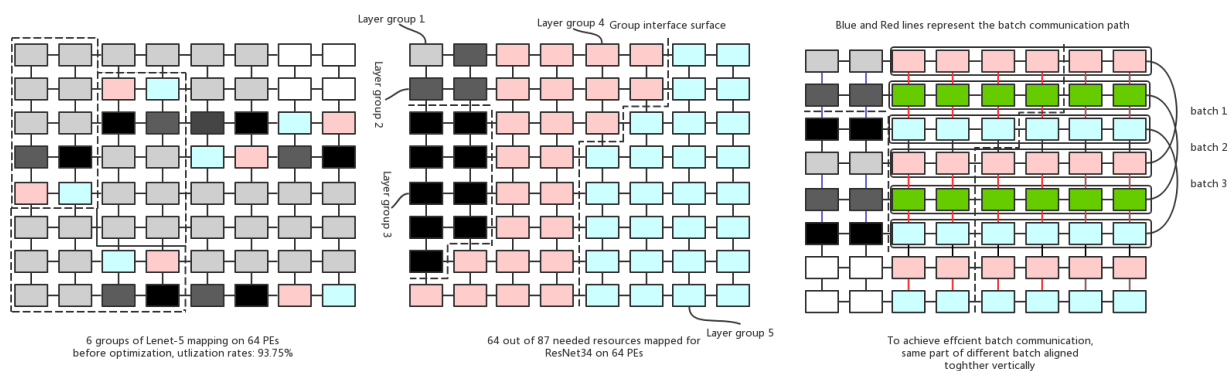 Layer group 1
Layer group 4
Group interface surface
Blue and Red lines represent the batch communication path
Layer group 2
Layer group 3
batch 1
batch 2
batch 3
Layer group 5
6 groups of Lenet-5 mapping on 64 PEs
before optimization, utlization rates: 93.75%
64 out of 87 needed resources mapped for
ResNet34 on 64 PEs
To achieve effcient batch communication,
same part of different batch aligned
toghther vertically